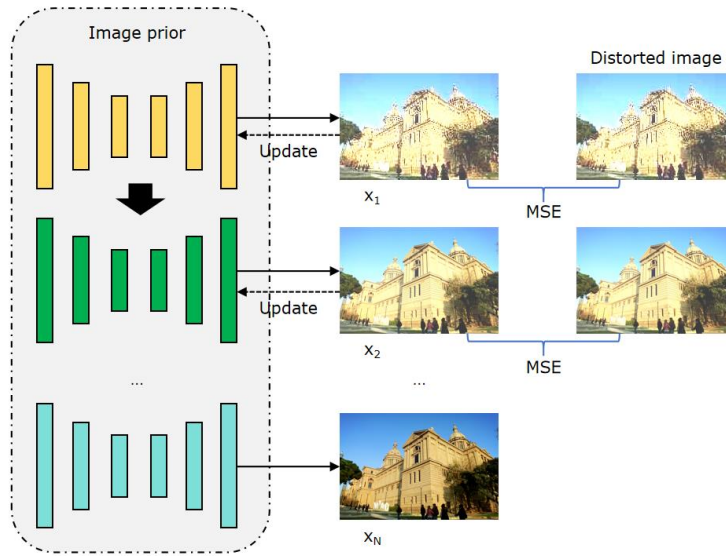 Image prior
Distorted image
Update
x1
MSE
Update
x2
MSE
...
...
xN